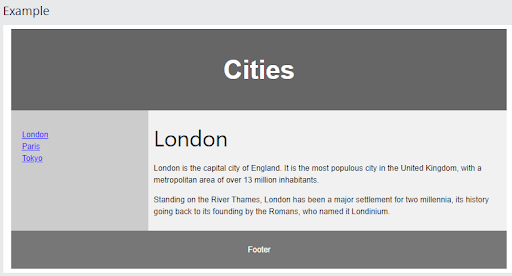 Example
Cities
London
Paris
Tokyo
London
London is the capital city of England. It is the most populous city in the United Kingdom, with a
metropolitan area of over 13 million inhabitants.
Standing on the River Thames, London has been a major settlement for two millennia, its history
going back to its founding by the Romans, who named it Londinium.
Footer